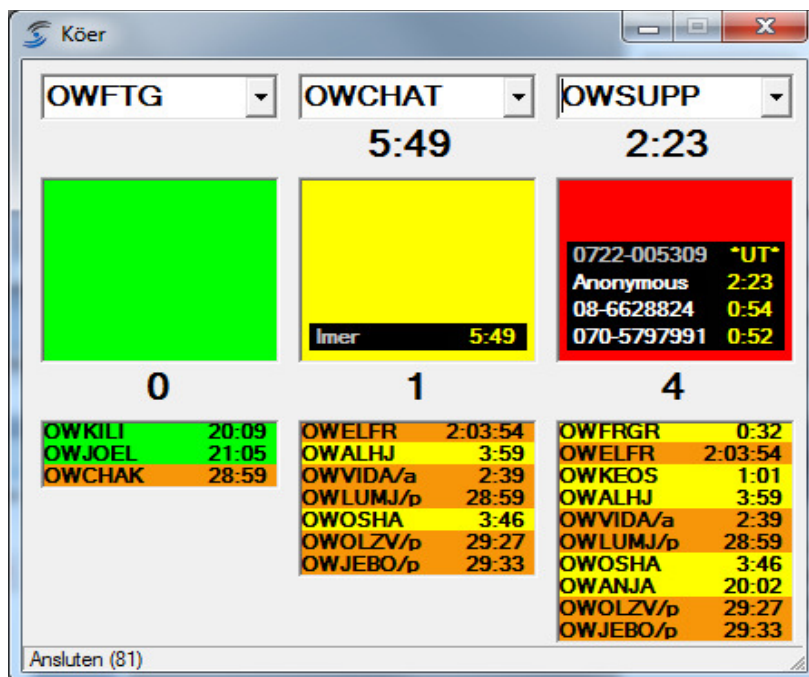 Köer
OWFTG OWCHAT OWSUPP
5:49 2:23
0722-005309 *UT*
Anonymous 2:23
08-6628824 0:54
Imer 5:49 070-5797991 0:52
0 1 4
OWKILI 20:09 OWELFR 2:03:54 OWFRGR 0:32
OWJOEL 21:05 OWALHJ 3:59 OWELFR 2:03:54
OWCHAK 28:59 OWVIDA/a 2:39 OWKEOS 1:01
OWLUMJ/p 28:59 OWALHJ 3:59
OWOSHA 3:46 OWVIDA/a 2:39
OWOLZV/p 29:27 OWLUMJ/p 28:59
OWJEBO/p 29:33 OWOSHA 3:46
OWANJA 20:02
OWOLZV/p 29:27
OWJEBO/p 29:33
Ansluten (81)